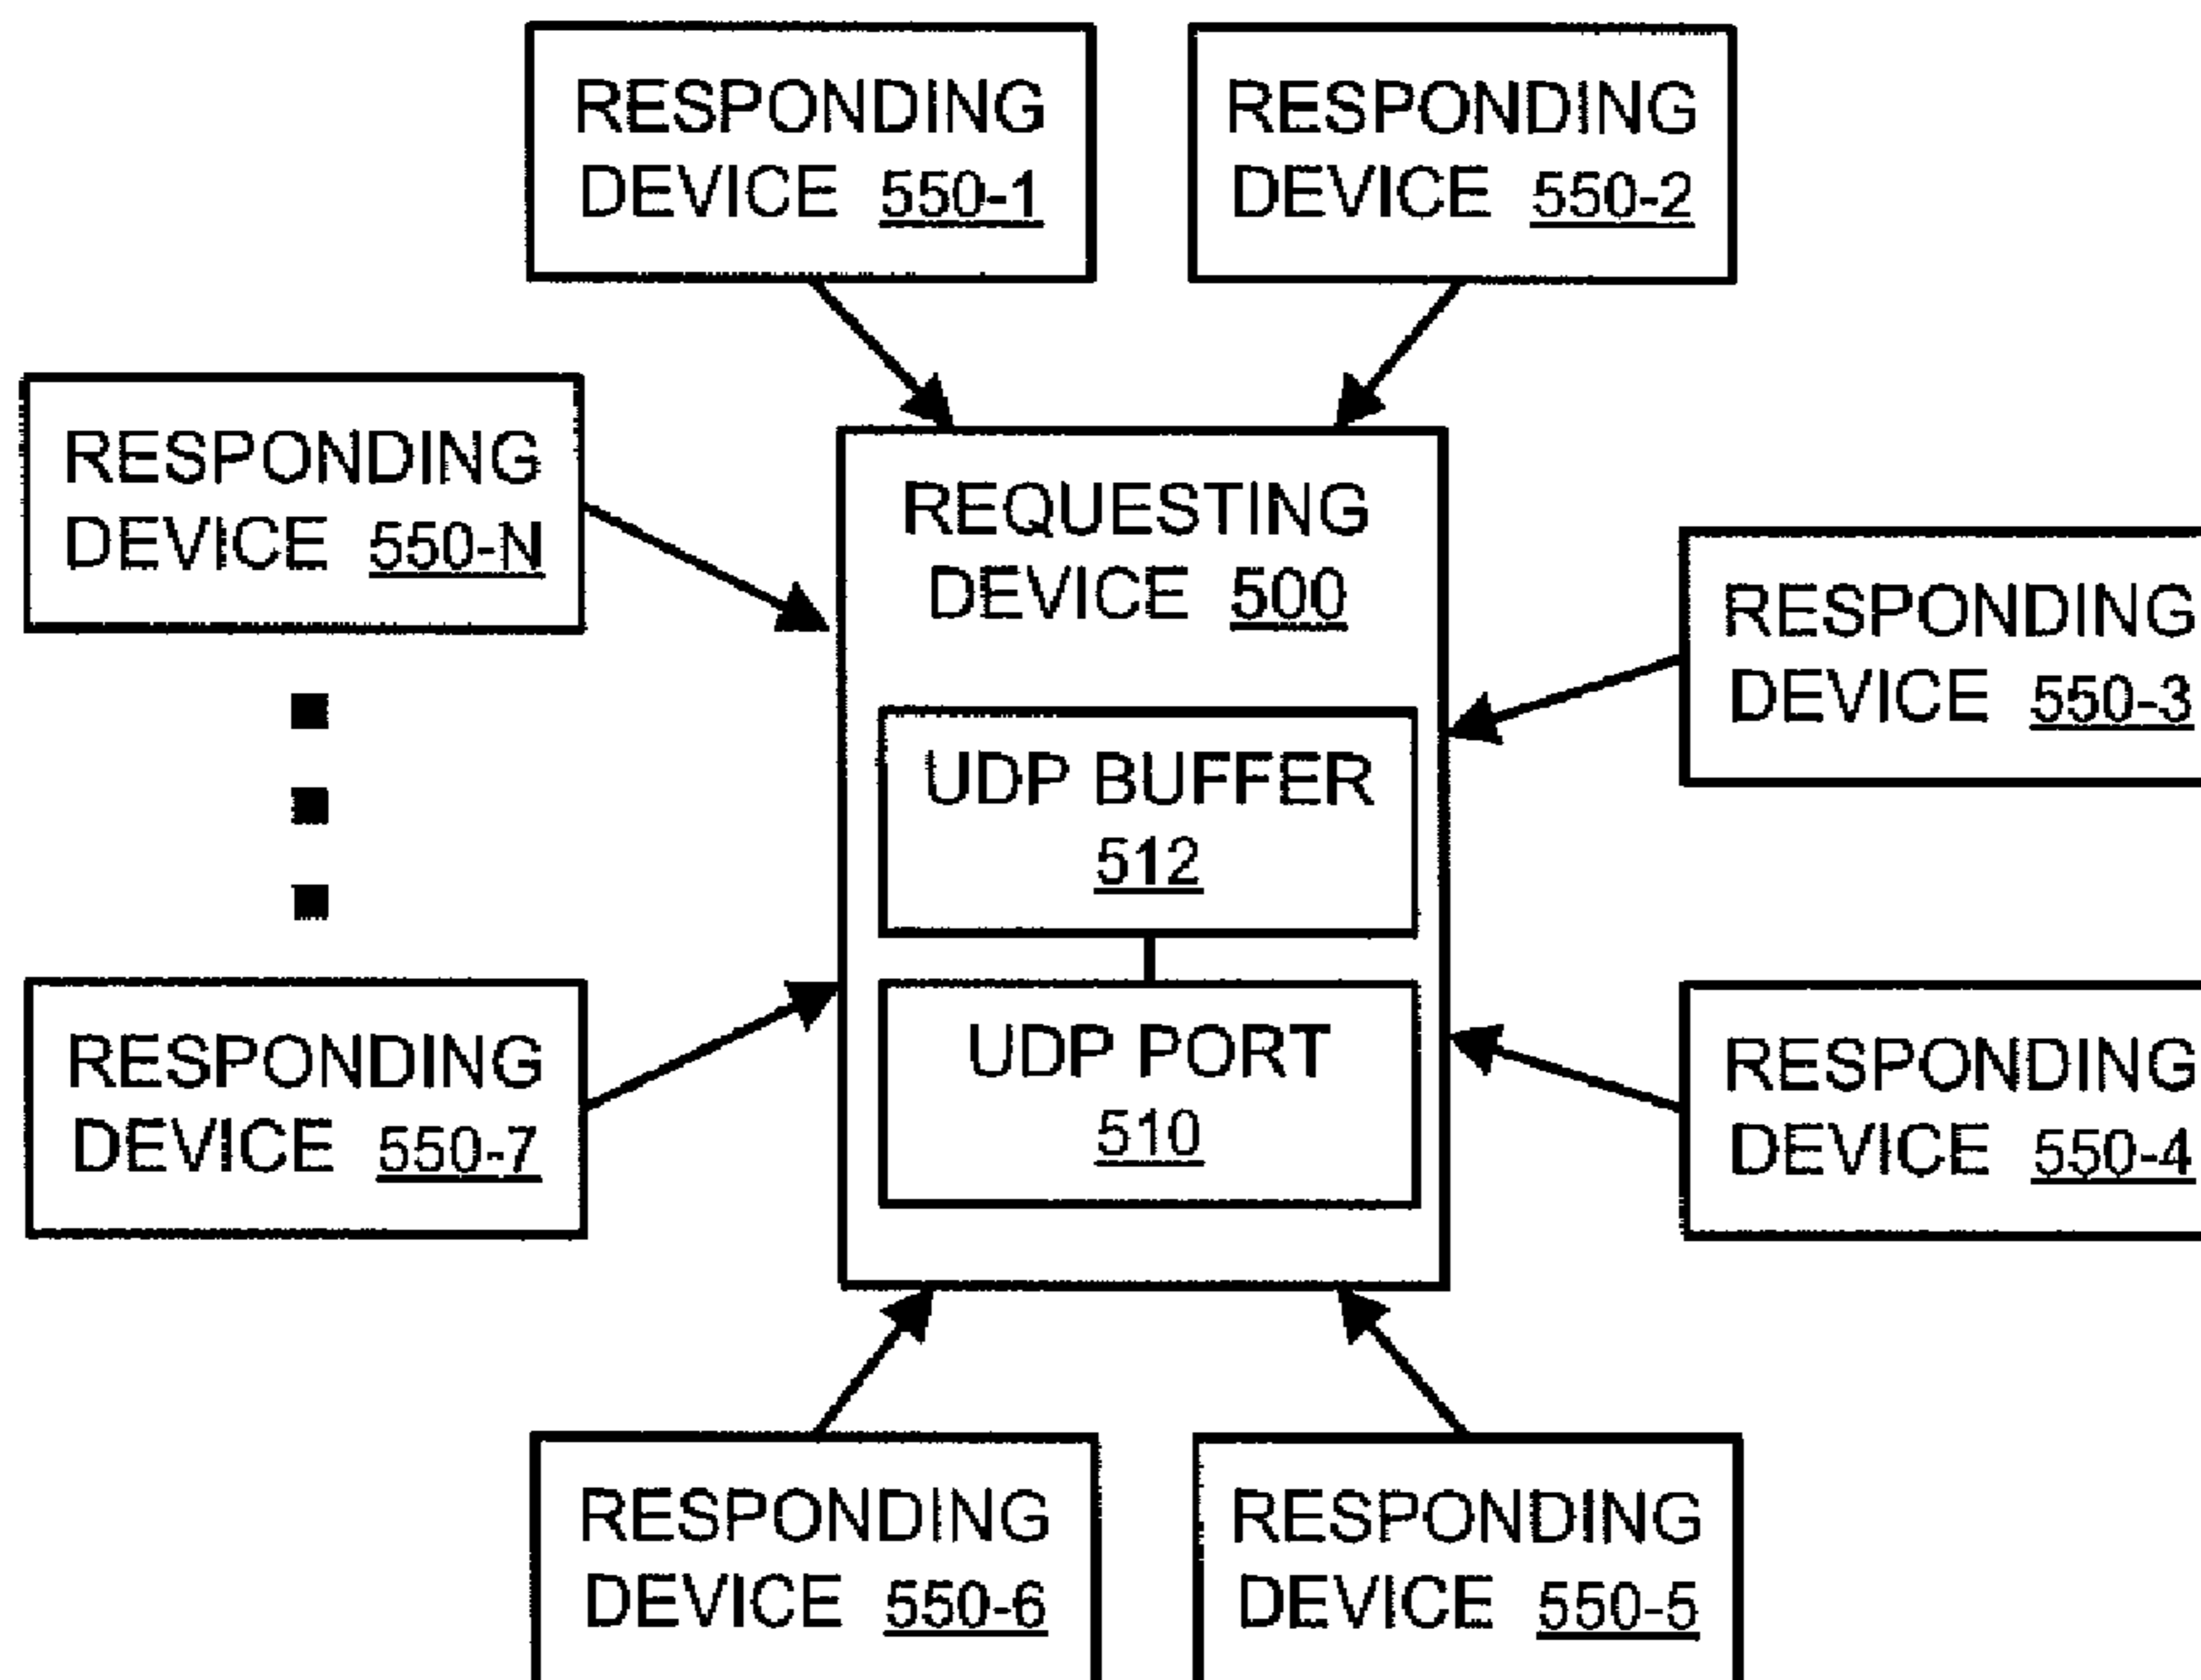 RESPONDING
DEVICE 550-1
RESPONDING
DEVICE 550-2
RESPONDING
DEVICE 550-N
REQUESTING
DEVICE 500
RESPONDING
DEVICE 550-3
UDP BUFFER
512
UDP PORT
510
RESPONDING
DEVICE 550-7
RESPONDING
DEVICE 550-4
RESPONDING
DEVICE 550-6
RESPONDING
DEVICE 550-5